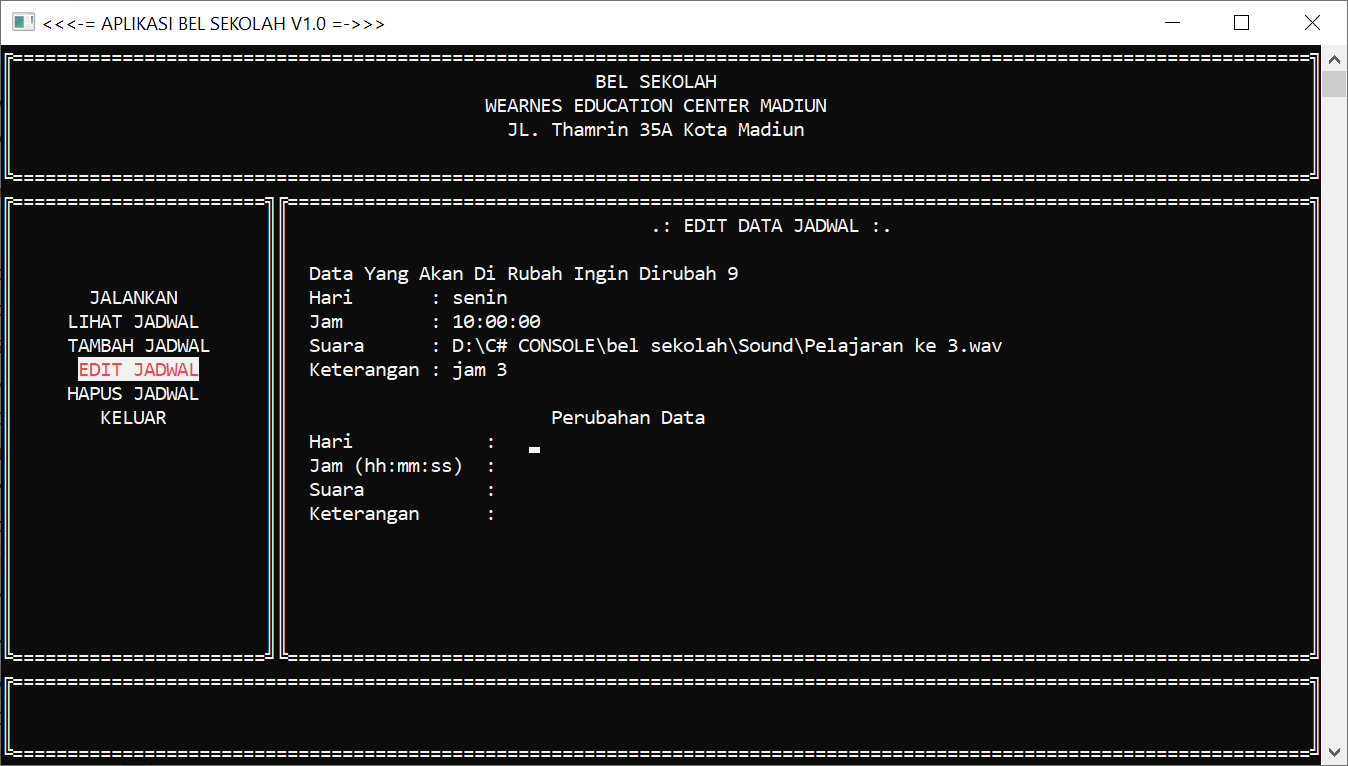 <<<-= APLIKASI BEL SEKOLAH V1.0 =->>>
BEL SEKOLAH
WEARNES EDUCATION CENTER MADIUN
JL. Thamrin 35A Kota Madiun
JALANKAN
LIHAT JADWAL
TAMBAH JADWAL
EDIT JADWAL
HAPUS JADWAL
KELUAR
.: EDIT DATA JADWAL :.
Data Yang Akan Di Rubah Ingin Dirubah 9
Hari : senin
Jam : 10:00:00
Suara : D:\C# CONSOLE\bel sekolah\Sound\Pelajaran ke 3.wav
Keterangan : jam 3
Perubahan Data
Hari :
Jam (hh:mm:ss) :
Suara :
Keterangan :